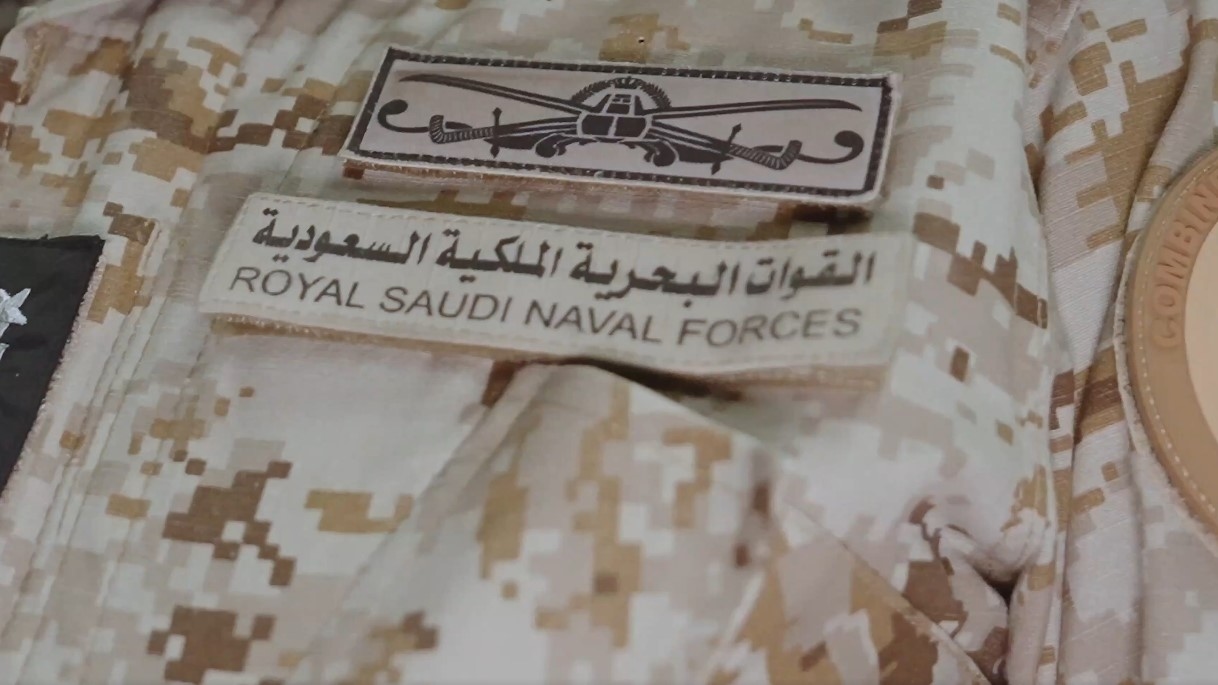 القوات البحرية الملكية السعودية
ROYAL SAUDI NAVAL FORCES